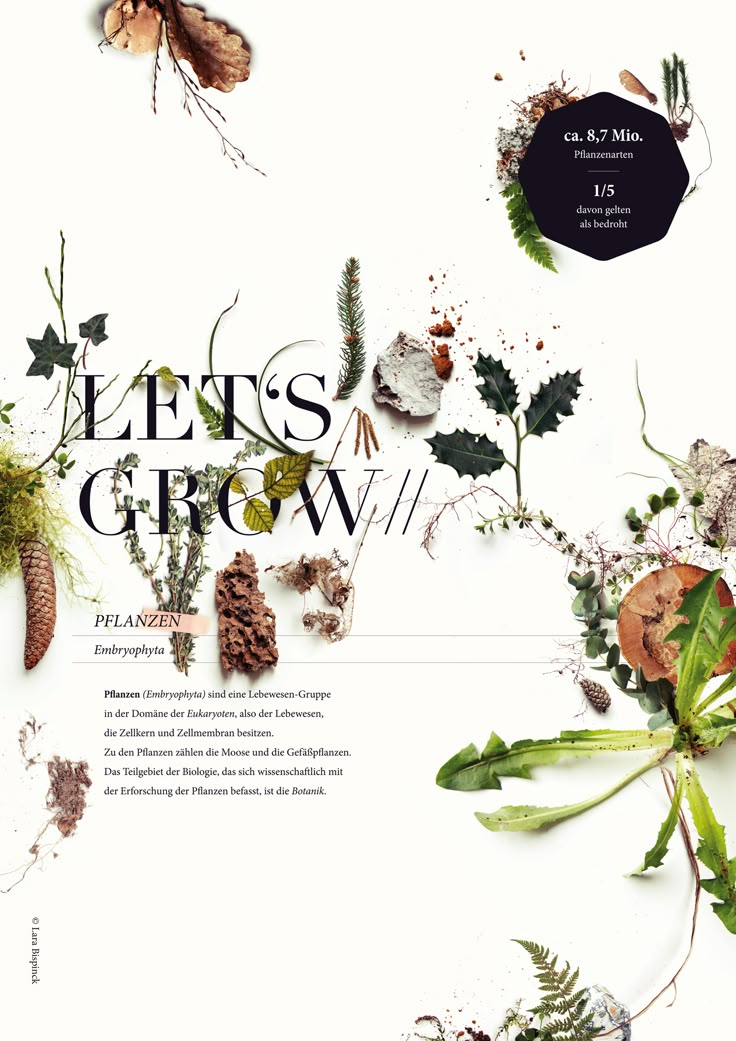 ca. 8,7 Mio.
Pflanzenarten
1/5
davon gelten
als bedroht
LET‘S
GROW//
PFLANZEN
Embryophyta
Pflanzen (Embryophyta) sind eine Lebewesen-Gruppe
in der Domäne der Eukaryoten, also der Lebewesen,
die Zellkern und Zellmembran besitzen.
Zu den Pflanzen zählen die Moose und die Gefäßpflanzen.
Das Teilgebiet der Biologie, das sich wissenschaftlich mit
der Erforschung der Pflanzen befasst, ist die Botanik.
© Lara Bispinck